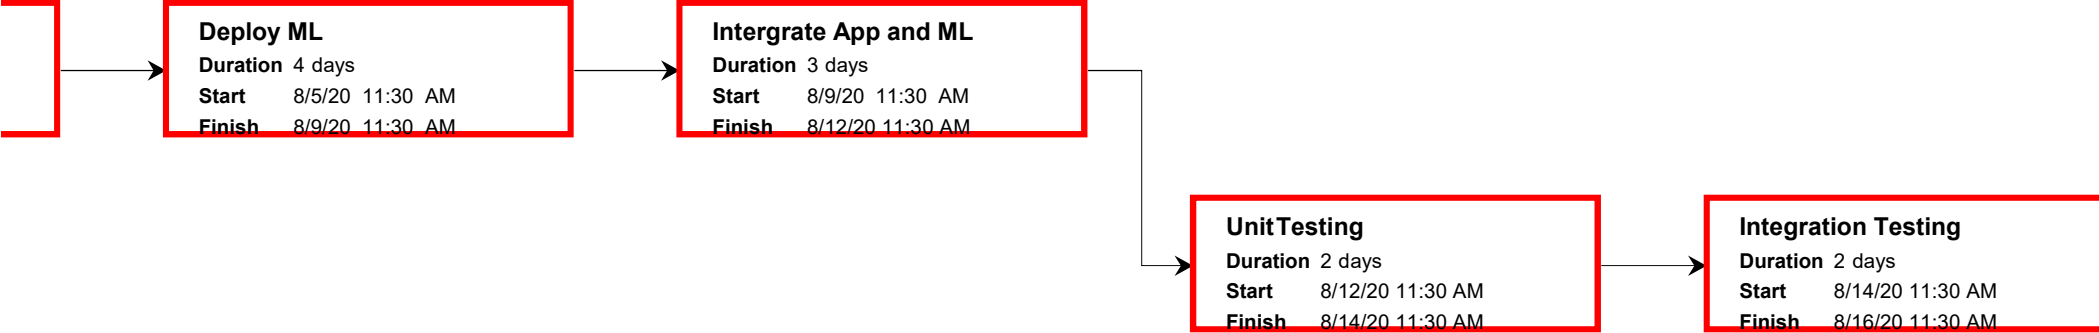 Deploy ML
Duration 4 days
Start 8/5/20 11:30 AM
Finish 8/9/20 11:30 AM
Intergrate App and ML
Duration 3 days
Start 8/9/20 11:30 AM
Finish 8/12/20 11:30 AM
Unit Testing
Duration 2 days
Start 8/12/20 11:30 AM
Finish 8/14/20 11:30 AM
Integration Testing
Duration 2 days
Start 8/14/20 11:30 AM
Finish 8/16/20 11:30 AM